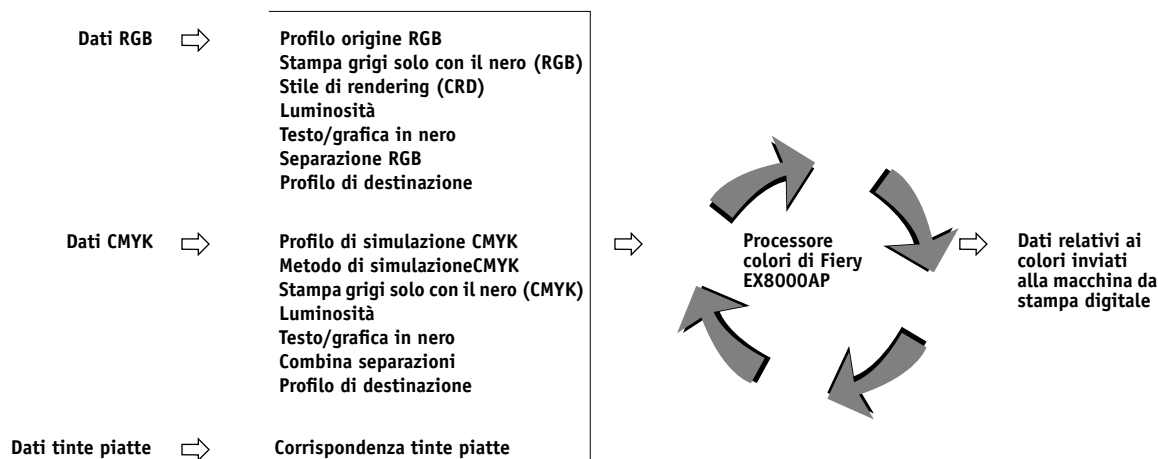 Dati RGB
Profilo origine RGB
Stampa grigi solo con il nero (RGB)
Stile di rendering (CRD)
Luminosità
Testo/grafica in nero
Separazione RGB
Profilo di destinazione
Dati CMYK
Profilo di simulazione CMYK
Metodo di simulazioneCMYK
Stampa grigi solo con il nero (CMYK)
Luminosità
Testo/grafica in nero
Combina separazioni
Profilo di destinazione
Dati tinte piatte
Corrispondenza tinte piatte
Processore
colori di Fiery
EX8000AP
Dati relativi ai
colori inviati
alla macchina da
stampa digitale